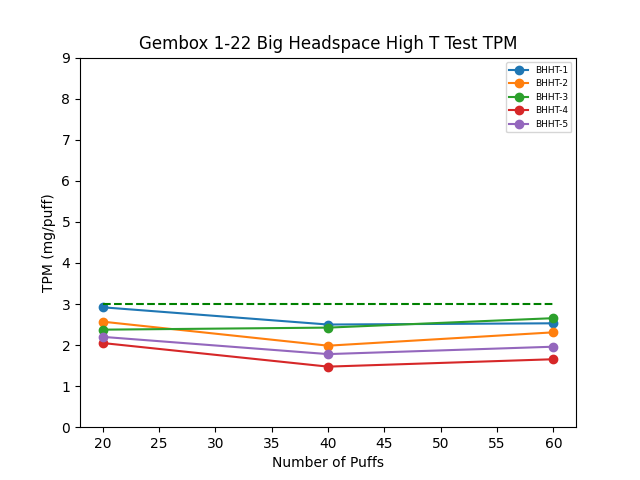 Gembox 1-22 Big Headspace High T Test TPM
BHHT-1
BHHT-2
BHHT-3
BHHT-4
BHHT-5
TPM (mg/puff)
9
8
7
6
5
4
3
2
1
0
20 25 30 35 40 45 50 55 60
Number of Puffs